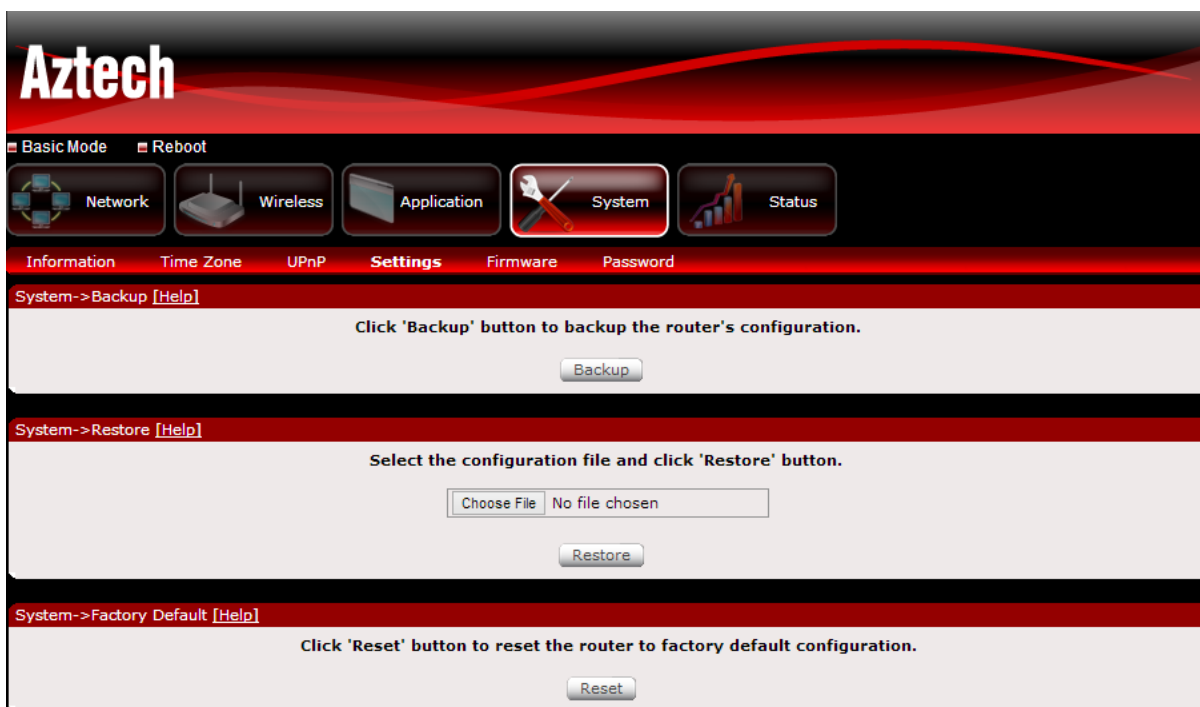 Aztech
Basic Mode Reboot
Network Wireless Application System Status
Information Time Zone UPnP Settings Firmware Password
System->Backup [Help]
Click 'Backup' button to backup the router's configuration.
Backup
System->Restore [Help]
Select the configuration file and click 'Restore' button.
Choose File No file chosen
Restore
System->Factory Default [Help]
Click 'Reset' button to reset the router to factory default configuration.
Reset